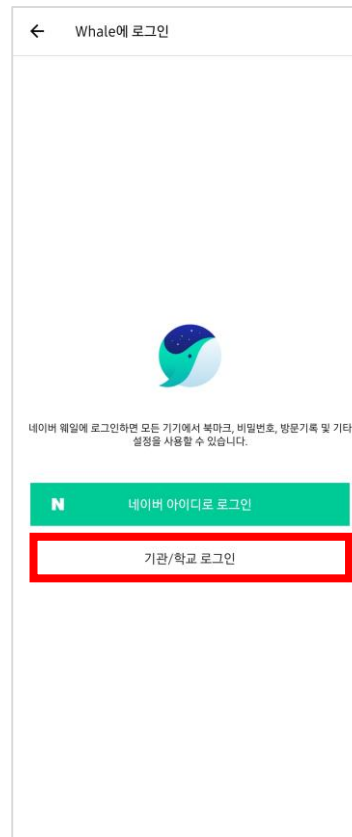 Whale에 로그인
네이버 웨일에 로그인하면 모든 기기에서 북마크, 비밀번호, 방문기록 및 기타
설정을 사용할 수 있습니다.
N 네이버 아이디로 로그인
기관/학교 로그인